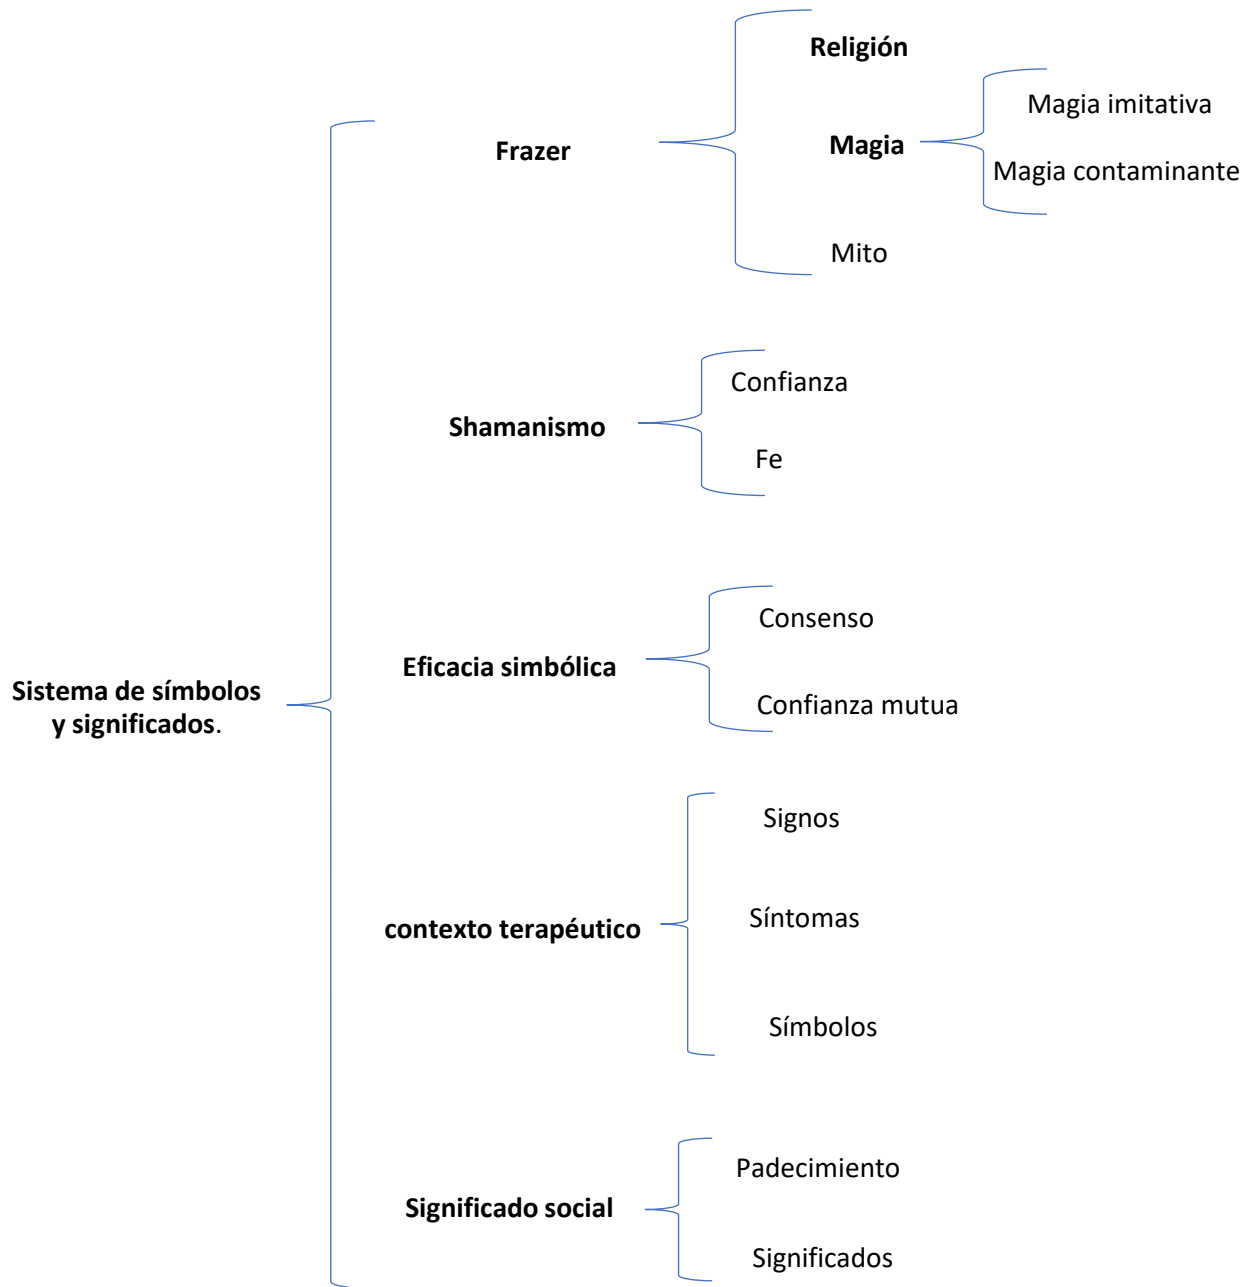 Religión
Magia imitativa
Frazer
Magia
Magia contaminante
Mito
Confianza
Shamanismo
Fe
Consenso
Eficacia simbólica
Confianza mutua
Sistema de símbolos
y significados.
Signos
Síntomas
contexto terapéutico
Símbolos
Padecimiento
Significado social
Significados